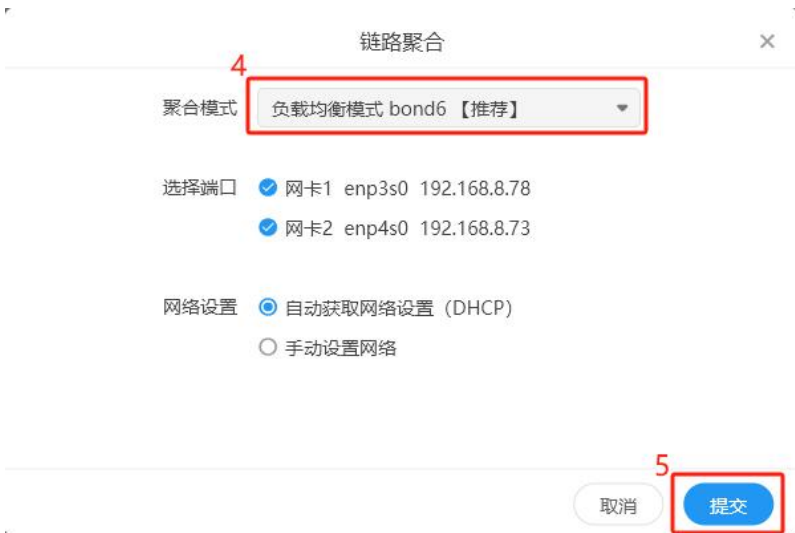 链路聚合
4
聚合模式 负载均衡模式 bond6 【推荐】
选择端口 网卡1 enp3s0 192.168.8.78
网卡2 enp4s0 192.168.8.73
网络设置 自动获取网络设置 (DHCP)
手动设置网络
5
取消 提交